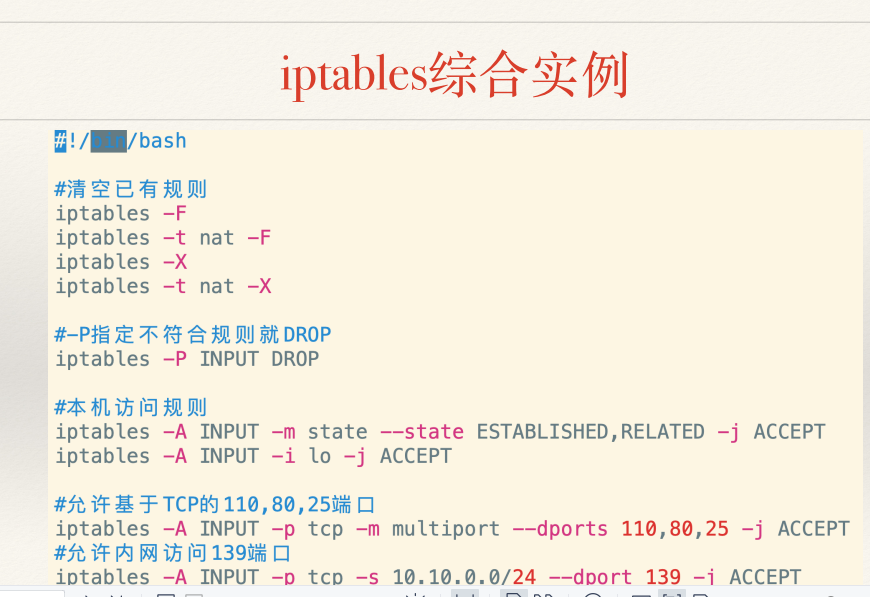 iptables综合实例
#!/bin/bash
#清空已有规则
iptables -F
iptables -t nat -F
iptables -X
iptables -t nat -X
#-P指定不符合规则就DROP
iptables -P INPUT DROP
#本机访问规则
iptables -A INPUT -m state --state ESTABLISHED,RELATED -j ACCEPT
iptables -A INPUT -i lo -j ACCEPT
#允许基于TCP的110,80,25端口
iptables -A INPUT -p tcp -m multiport --dports 110,80,25 -j ACCEPT
#允许内网访问139端口
iptables -A INPUT -p tcp -s 10.10.0.0/24 --dport 139 -j ACCEPT